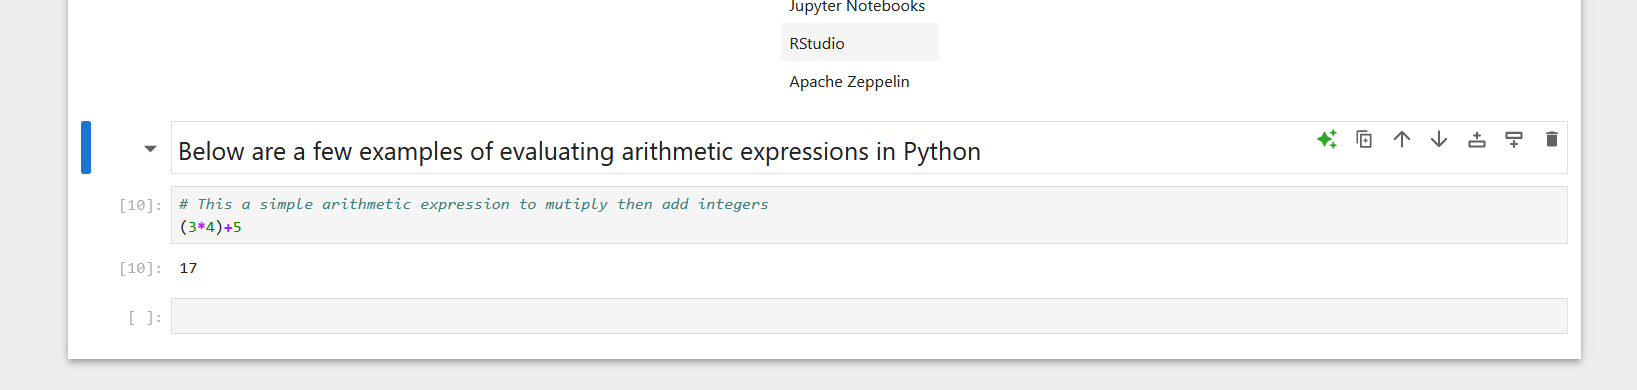 Jupyter Notebooks
RStudio
Apache Zeppelin
Below are a few examples of evaluating arithmetic expressions in Python
[10]: # This a simple arithmetic expression to mutiply then add integers
(3*4)+5
[10]: 17
[ ]: